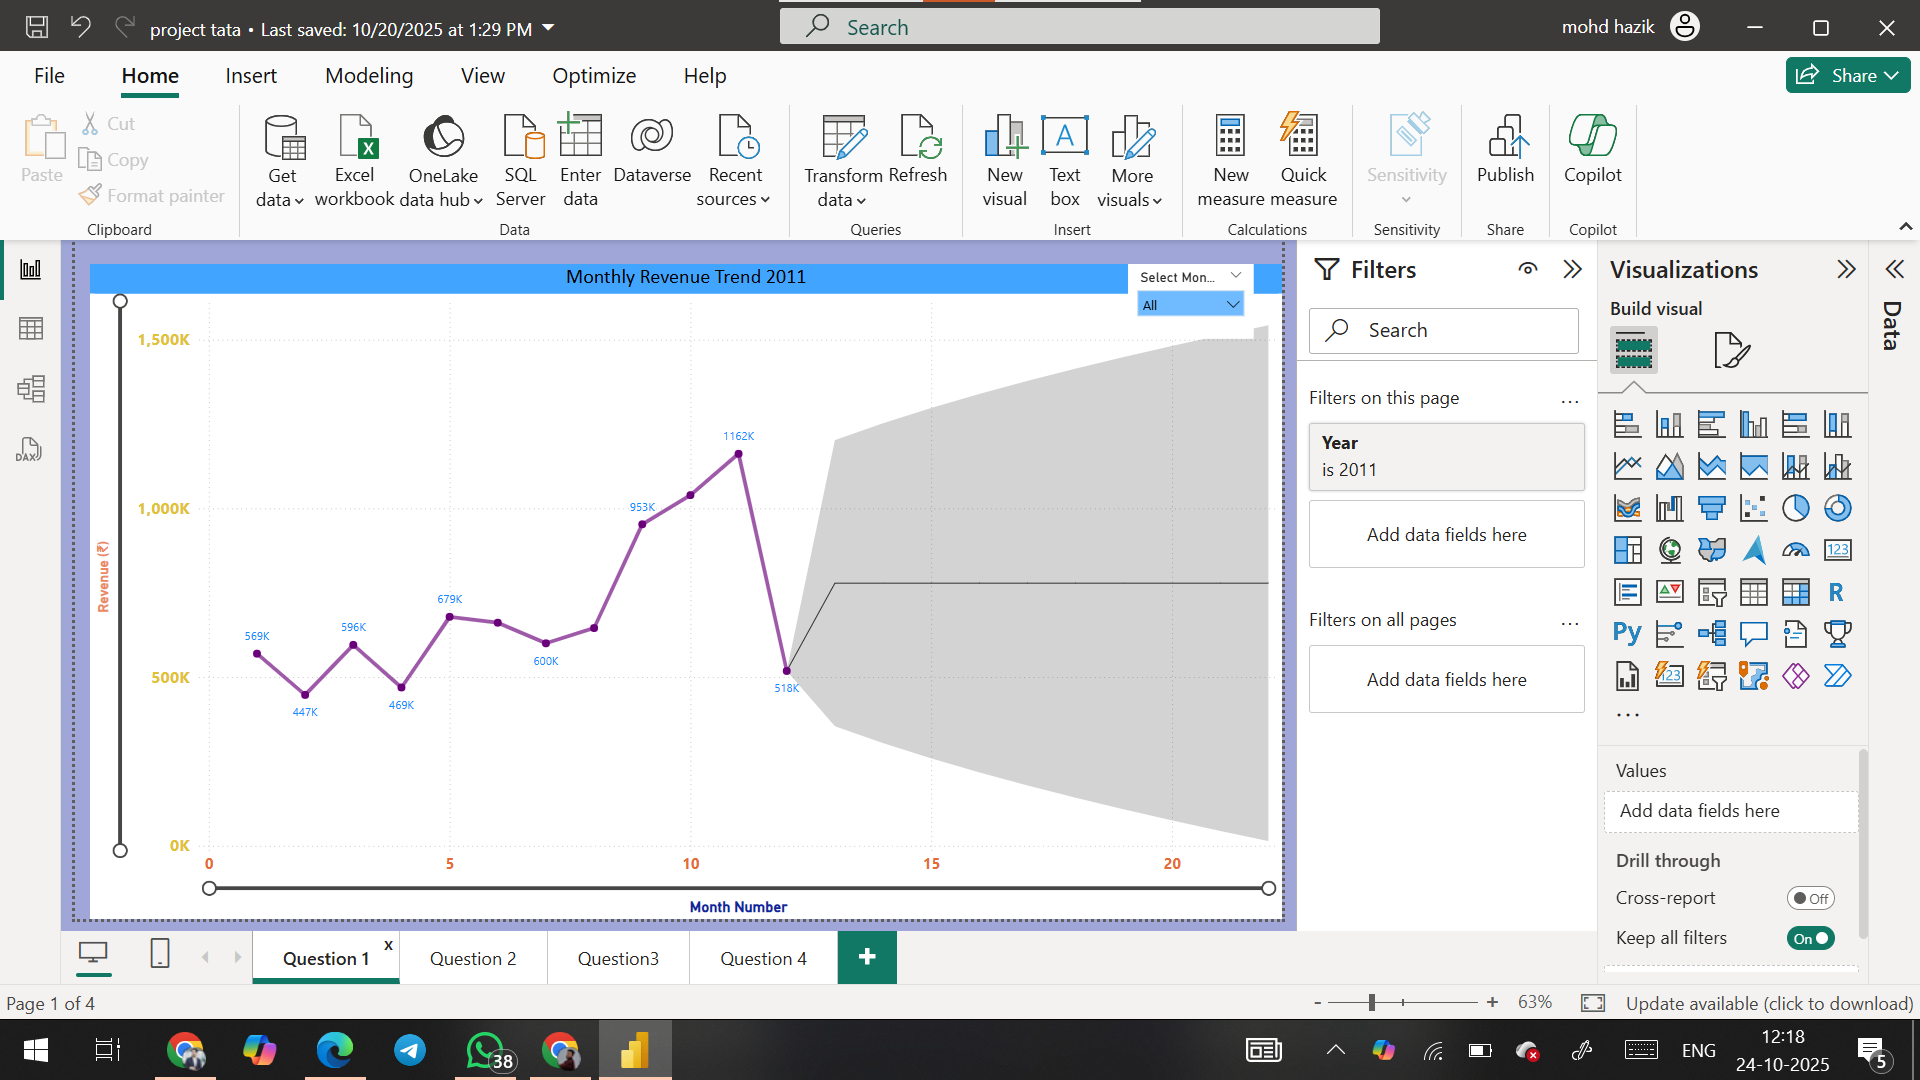 project tata • Last saved: 10/20/2025 at 1:29 PM
Search
mohd hazik
File Home Insert Modeling View Optimize Help
Share
Paste
Cut
Copy
Format painter
Clipboard
Get data
Excel workbook
OneLake data hub
SQL Server
Enter data
Dataverse
Recent sources
Data
Transform data
Refresh
Queries
New visual
Text box
More visuals
Insert
New measure
Quick measure
Calculations
Sensitivity
Sensitivity
Publish
Share
Copilot
Copilot
DAX
Monthly Revenue Trend 2011
Select Mon...
All
1,500K
1,000K
500K
0K
Revenue (₹)
569K
447K
596K
469K
679K
600K
953K
1162K
518K
0 5 10 15 20
Month Number
Filters
Search
Filters on this page ...
Year
is 2011
Add data fields here
Filters on all pages ...
Add data fields here
Visualizations
Build visual
123
R
Py
123
...
Values
Add data fields here
Drill through
Cross-report Off
Keep all filters On
Data
Question 1 x
Question 2
Question3
Question 4
+
Page 1 of 4
- + 63%
Update available (click to download)
38
ENG
12:18
24-10-2025
5